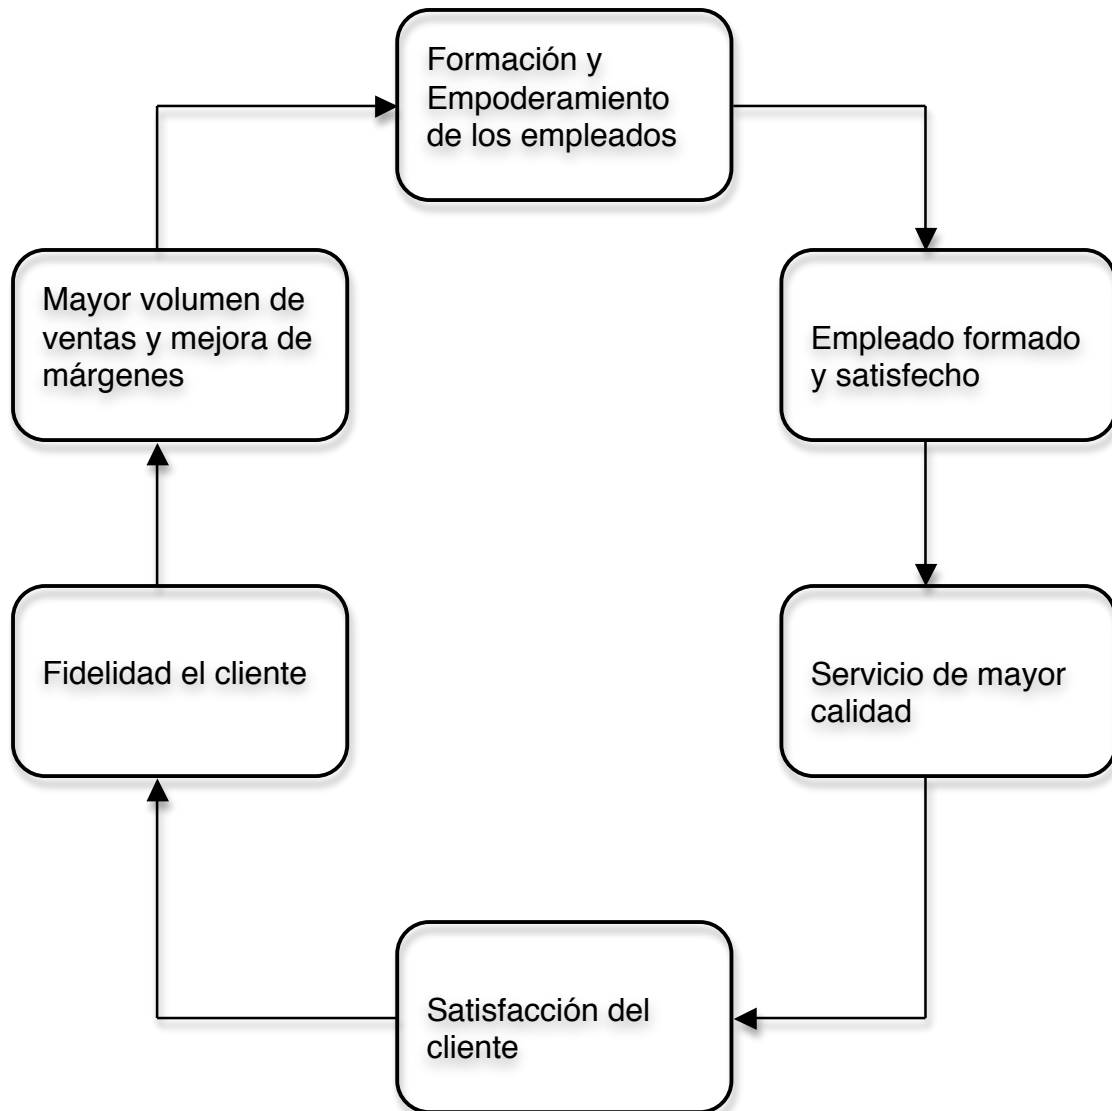 Formación y
Empoderamiento
de los empleados
Mayor volumen de
ventas y mejora de
márgenes
Empleado formado
y satisfecho
Fidelidad el cliente
Servicio de mayor
calidad
Satisfacción del
cliente